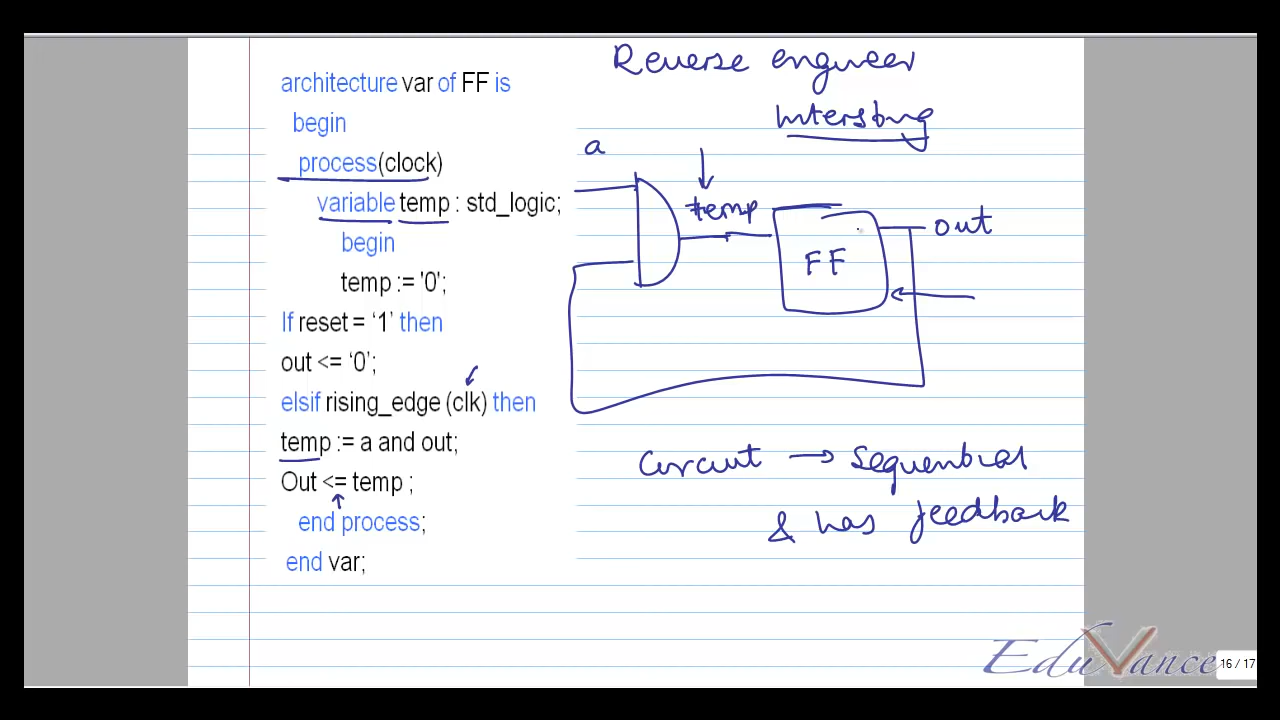 architecture var of FF is
begin
process(clock)
variable temp : std_logic;
begin
temp := '0';
If reset = ‘1’ then
out <= ‘0’;
elsif rising_edge (clk) then
temp := a and out;
Out <= temp ;
end process;
end var;
Reverse engineer
Interesting
a
temp
FF
out
Circuit → Sequential
& has feedback
EduVance
16 / 17